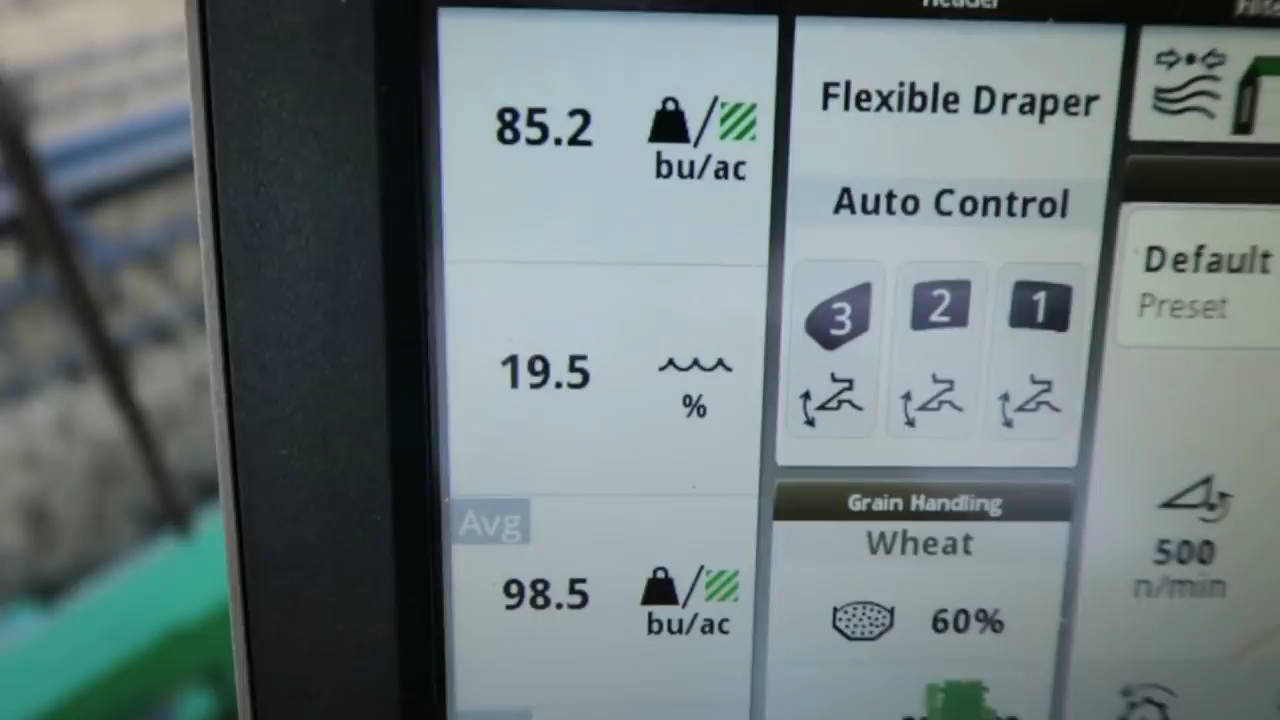 Header
85.2
bu/ac
19.5
%
Avg
98.5
bu/ac
Flexible Draper
Auto Control
3 2 1
Grain Handling
Wheat
60%
Default
Preset
500
n/min